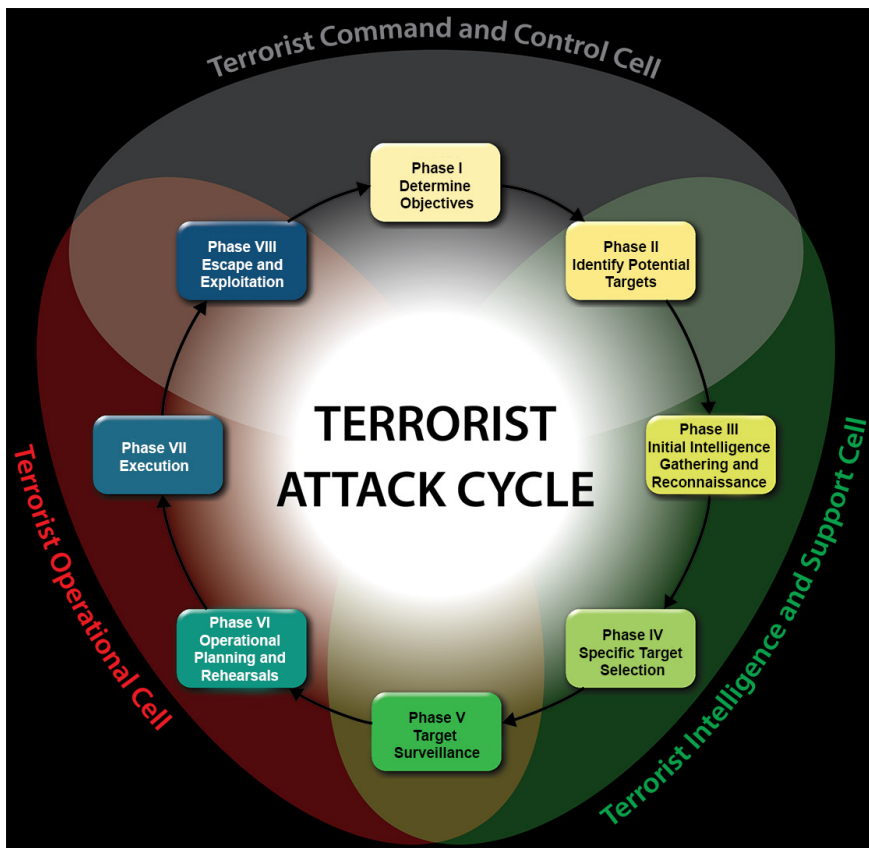 Terrorist Command and Control Cell
Phase I
Determine
Objectives
Phase II
Identify Potential
Targets
Phase III
Initial Intelligence
Gathering and
Reconnaissance
Phase IV
Specific Target
Selection
Phase V
Target
Surveillance
Phase VI
Operational
Planning and
Rehearsals
Phase VII
Execution
Phase VIII
Escape and
Exploitation
TERRORIST
ATTACK CYCLE
Terrorist Operational Cell
Terrorist Intelligence and Support Cell